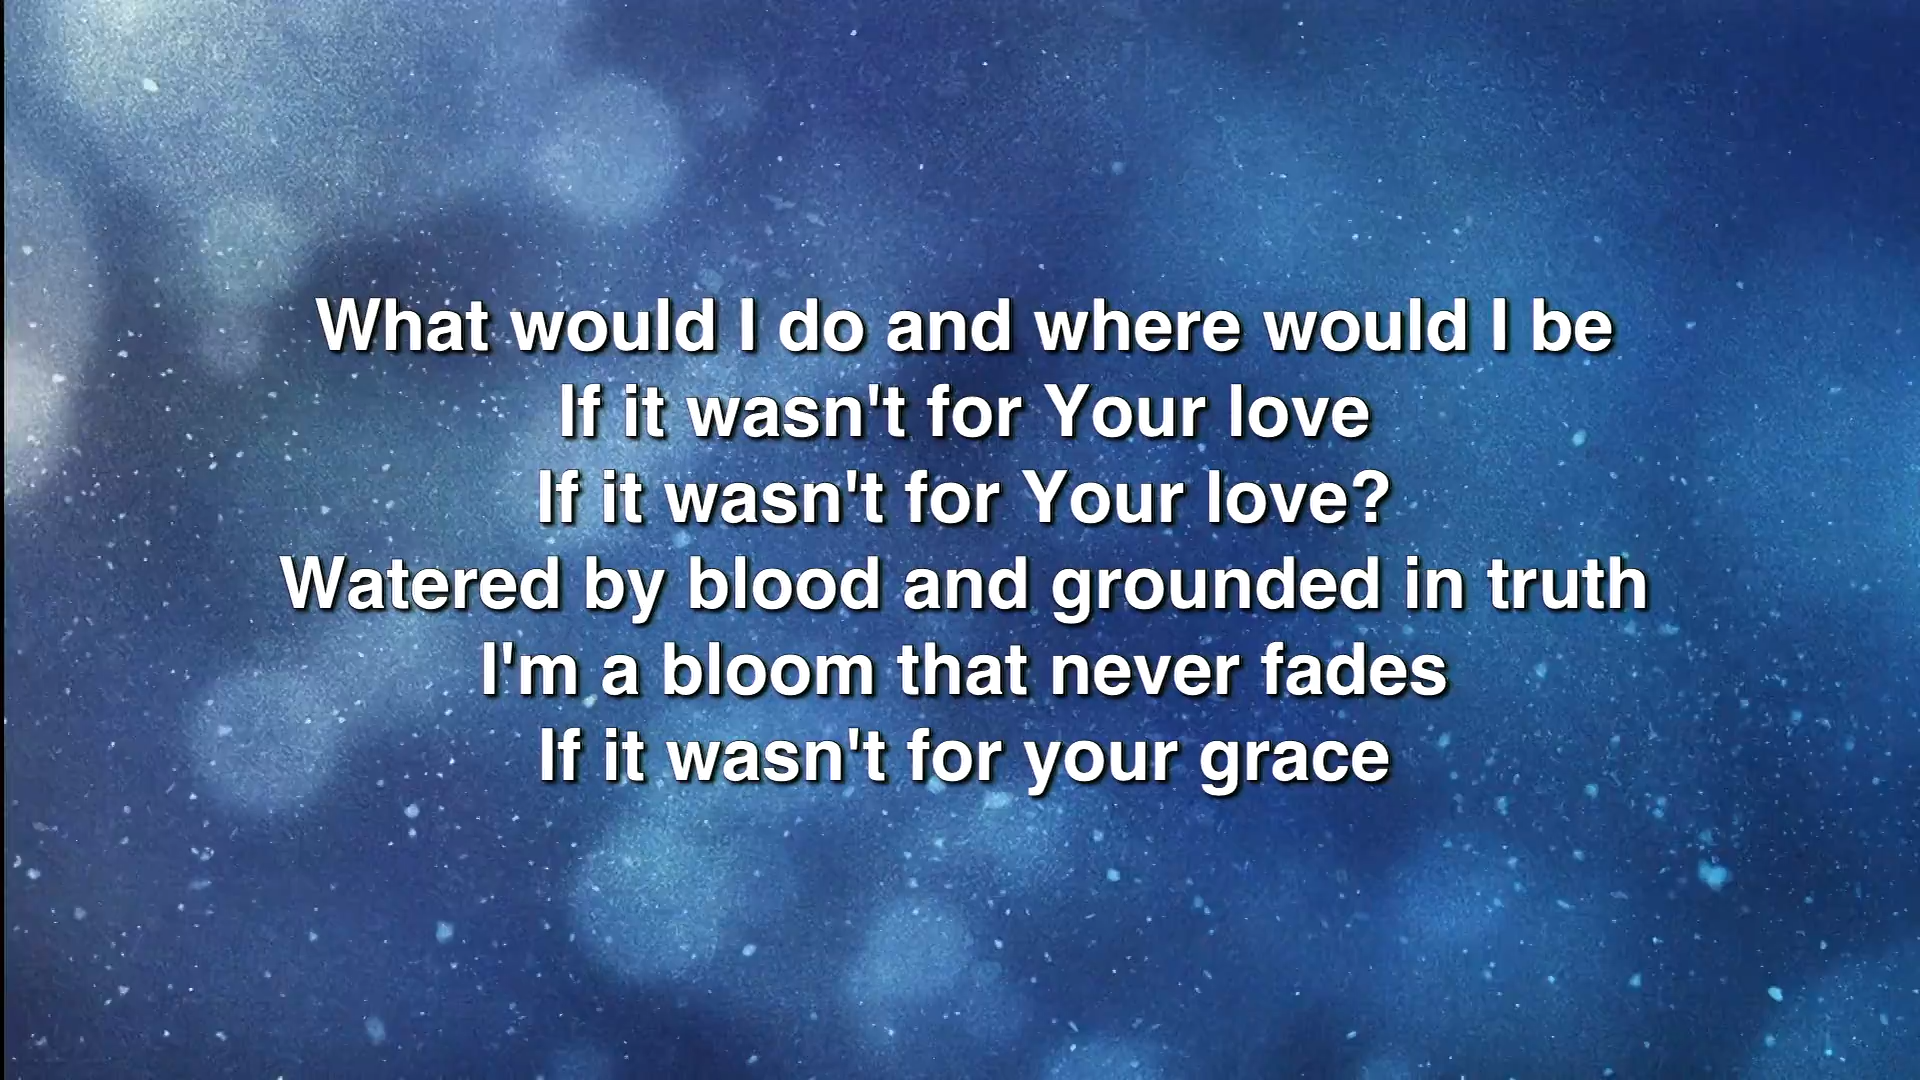 What would I do and where would I be
If it wasn't for Your love
If it wasn't for Your love?
Watered by blood and grounded in truth
I'm a bloom that never fades
If it wasn't for your grace